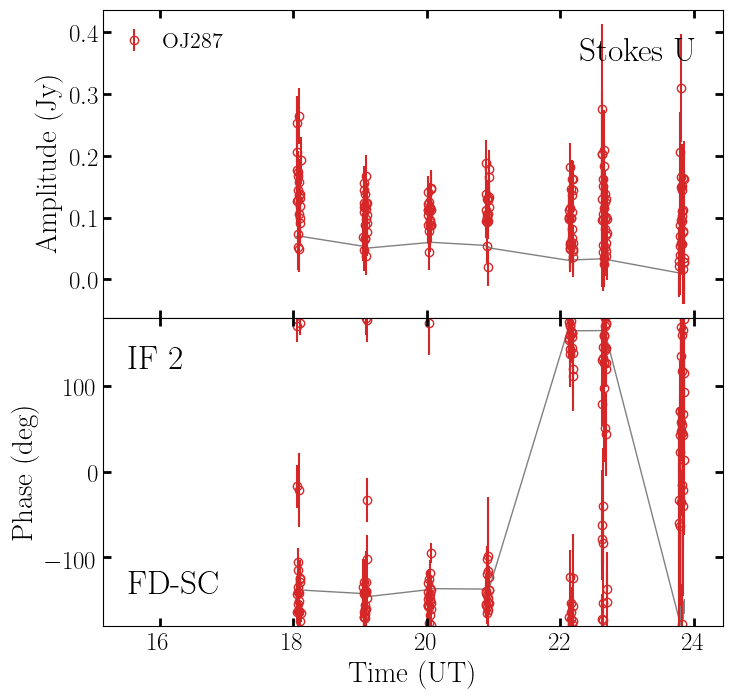 OJ287
Stokes U
Amplitude (Jy)
0.4
0.3
0.2
0.1
0.0
IF 2
FD-SC
Phase (deg)
100
0
−100
16
18
20
22
24
Time (UT)